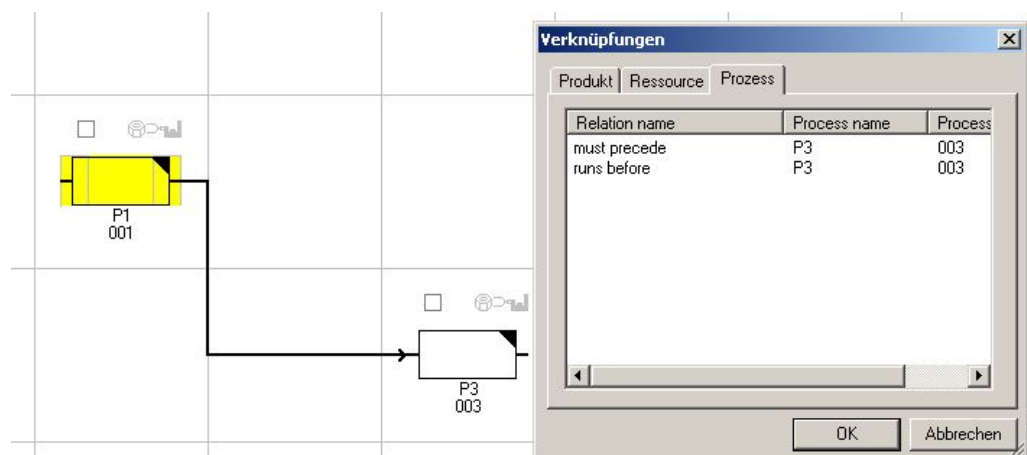 P1
001
P3
003
Verknüpfungen
Produkt Ressource Prozess
Relation name Process name Process
must precede P3 003
runs before P3 003
OK Abbrechen